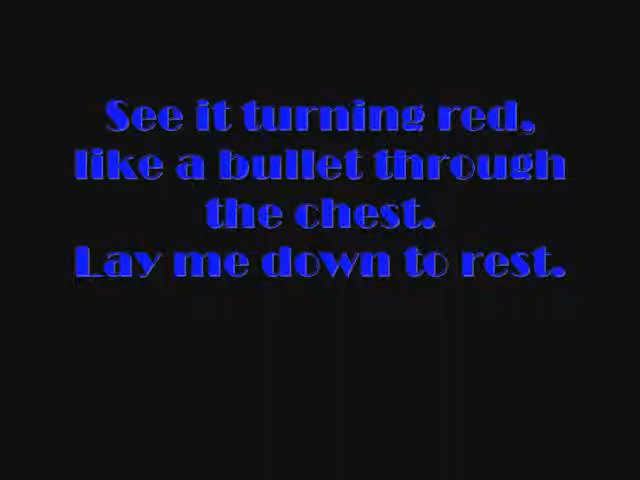 See it turning red,
like a bullet through
the chest.
Lay me down to rest.